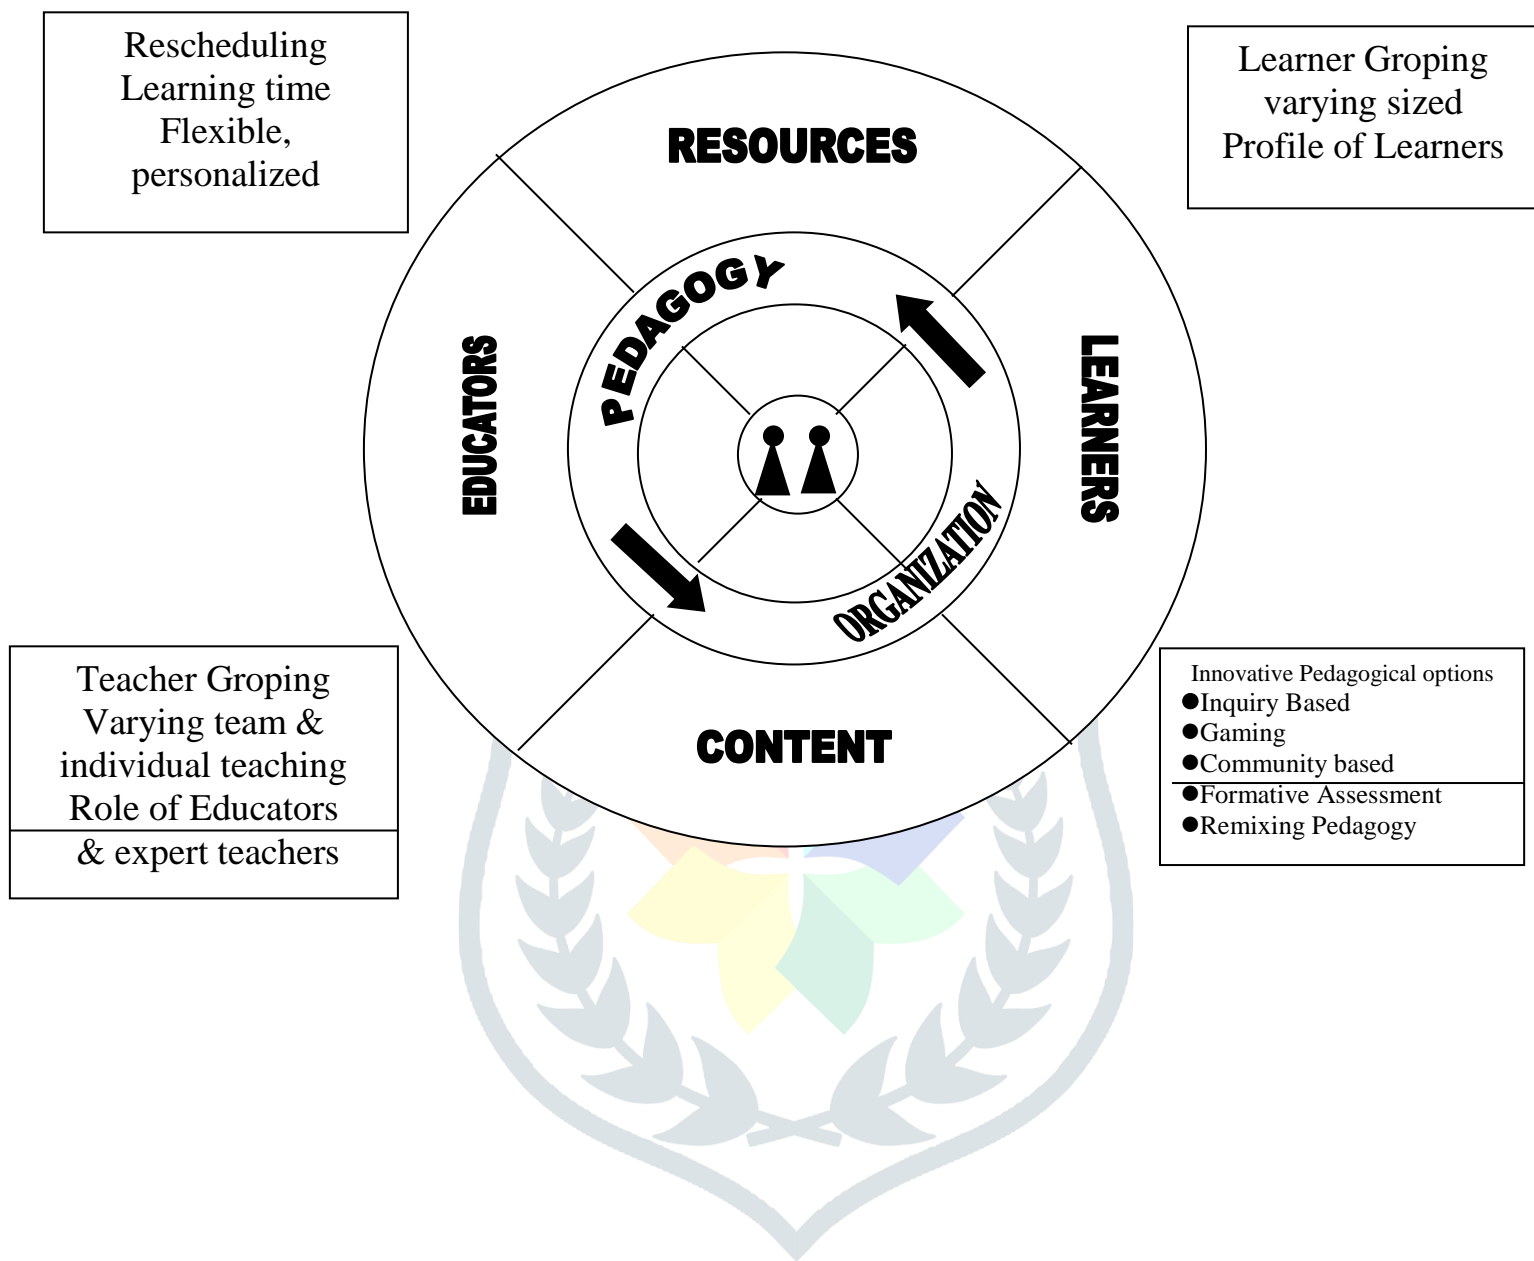 Rescheduling
Learning time
Flexible,
personalized
Learner Groping
varying sized
Profile of Learners
RESOURCES
PEDAGOGY
EDUCATORS
LEARNERS
ORGANIZATION
CONTENT
Teacher Groping
Varying team &
individual teaching
Role of Educators
& expert teachers
Innovative Pedagogical options
●Inquiry Based
●Gaming
●Community based
●Formative Assessment
●Remixing Pedagogy